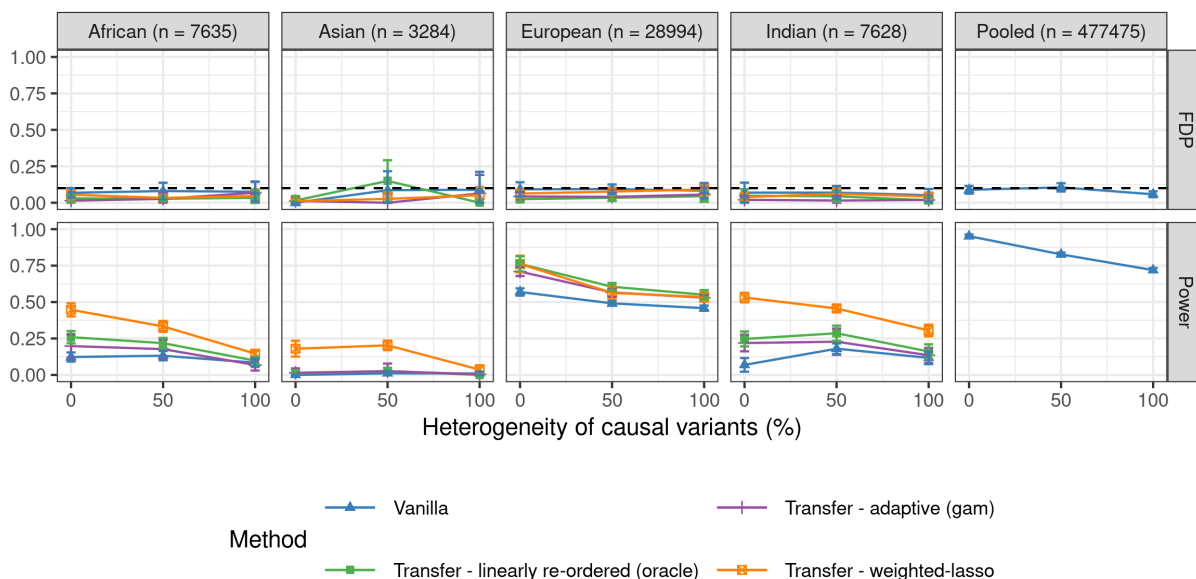 African (n = 7635) Asian (n = 3284) European (n = 28994) Indian (n = 7628) Pooled (n = 477475)
1.00
0.75
0.50
0.25
0.00
FDP
1.00
0.75
0.50
0.25
0.00
Power
0 50 100 0 50 100 0 50 100 0 50 100 0 50 100
Heterogeneity of causal variants (%)
Method
Vanilla
Transfer - adaptive (gam)
Transfer - linearly re-ordered (oracle)
Transfer - weighted-lasso